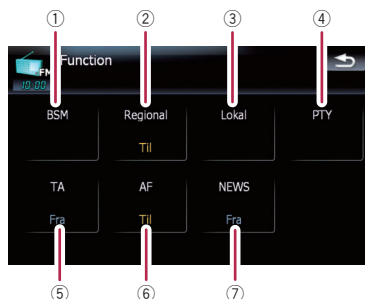 ① ② ③ ④
Function
FM
10:00
BSM Regional Lokal PTY
Til
TA AF NEWS
Fra Til Fra
⑤ ⑥ ⑦